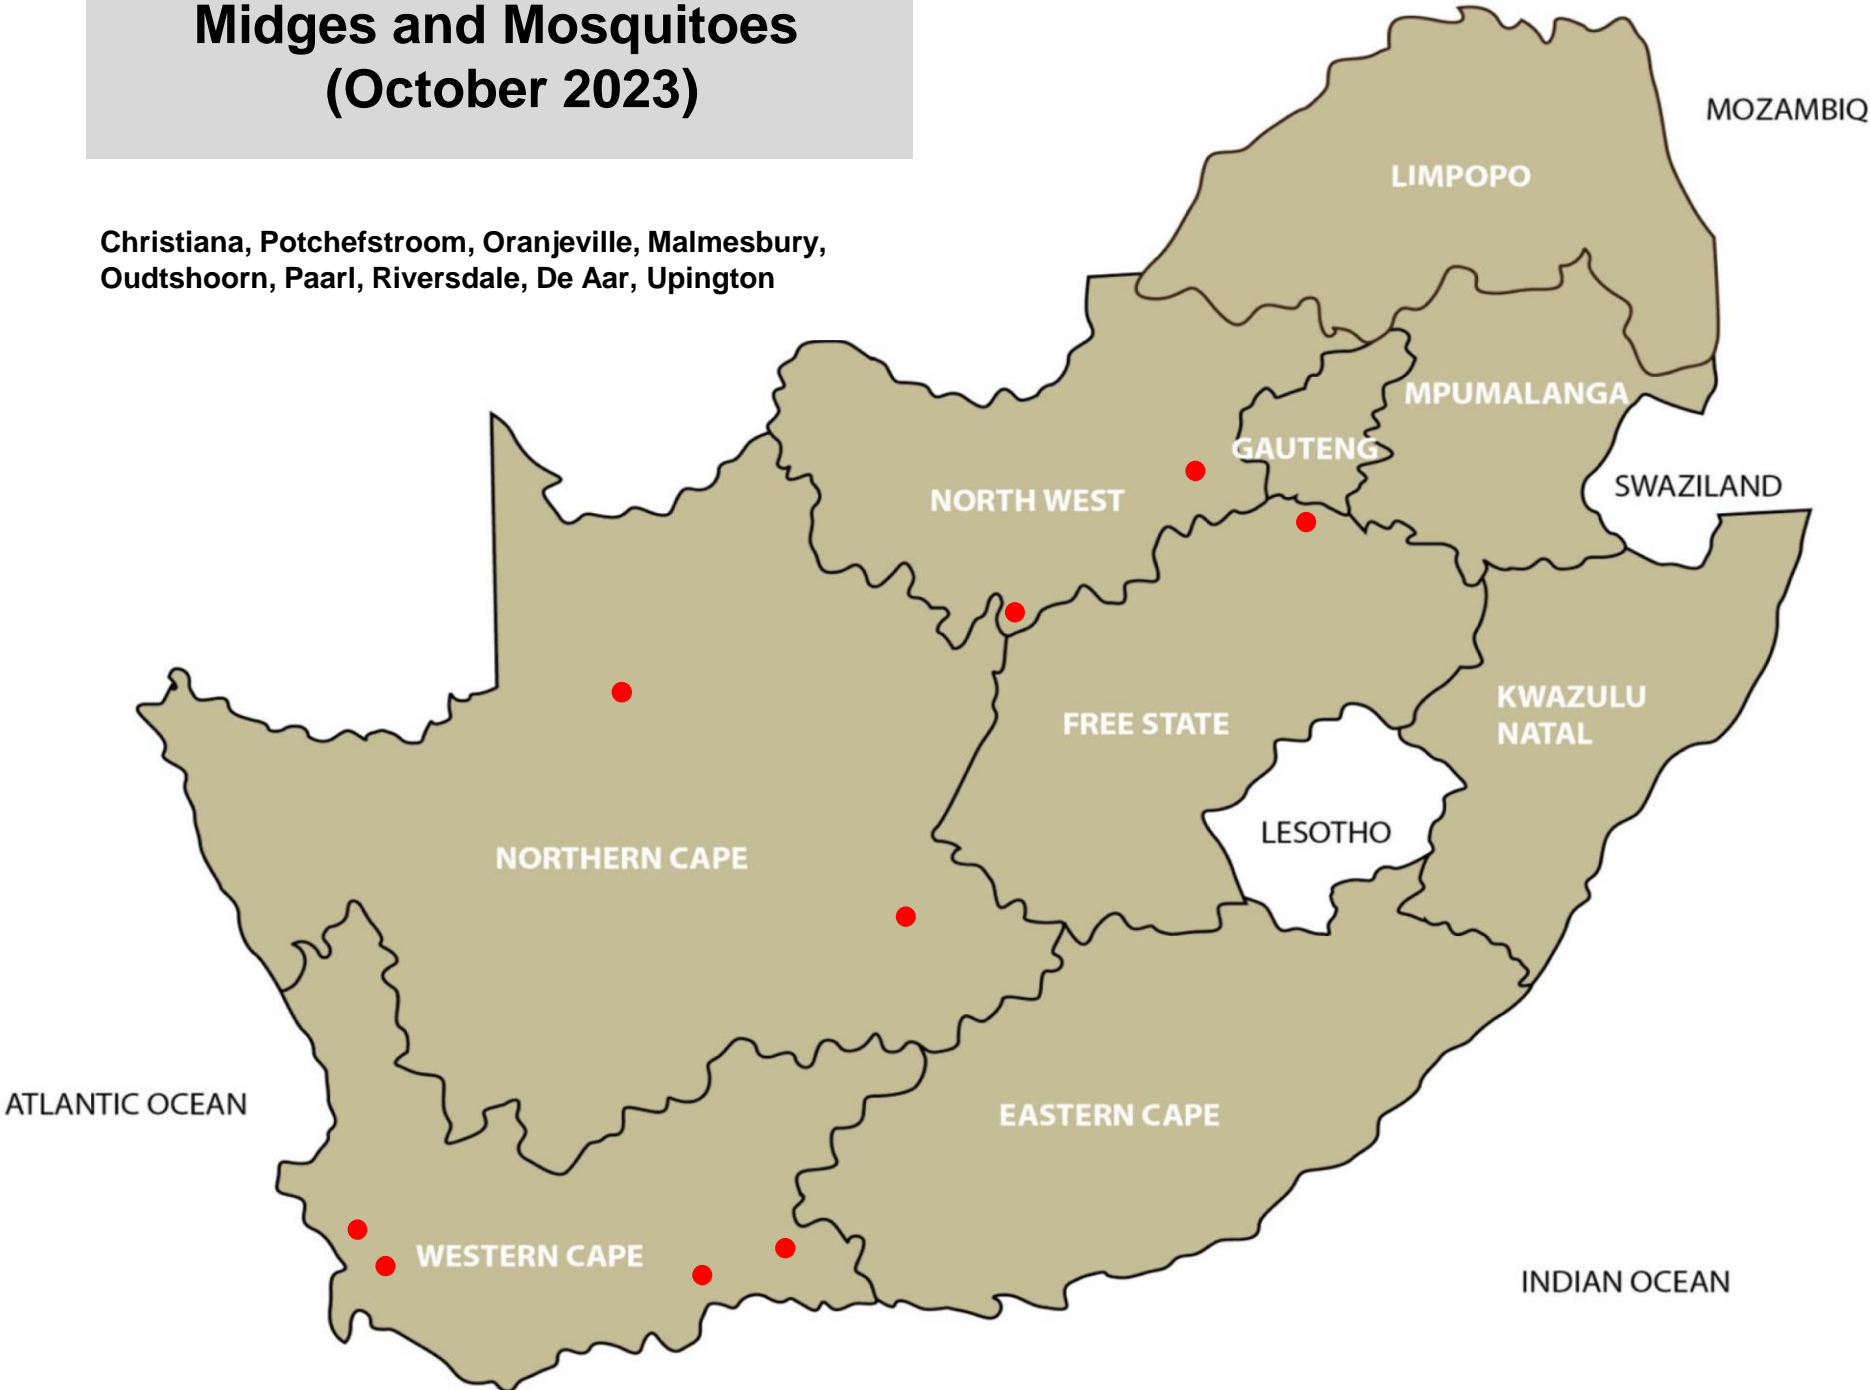 Midges and Mosquitoes
(October 2023)
Christiana, Potchefstroom, Oranjeville, Malmesbury,
Oudtshoorn, Paarl, Riversdale, De Aar, Upington
MOZAMBIQ
LIMPOPO
MPUMALANGA
GAUTENG
SWAZILAND
NORTH WEST
KWAZULU
NATAL
FREE STATE
LESOTHO
NORTHERN CAPE
ATLANTIC OCEAN
EASTERN CAPE
WESTERN CAPE
INDIAN OCEAN